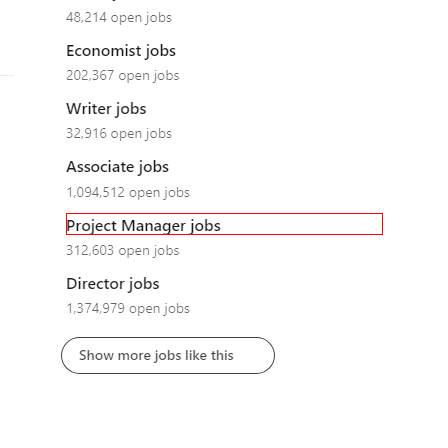 48,214 open jobs
Economist jobs
202,367 open jobs
Writer jobs
32,916 open jobs
Associate jobs
1,094,512 open jobs
Project Manager jobs
312,603 open jobs
Director jobs
1,374,979 open jobs
Show more jobs like this